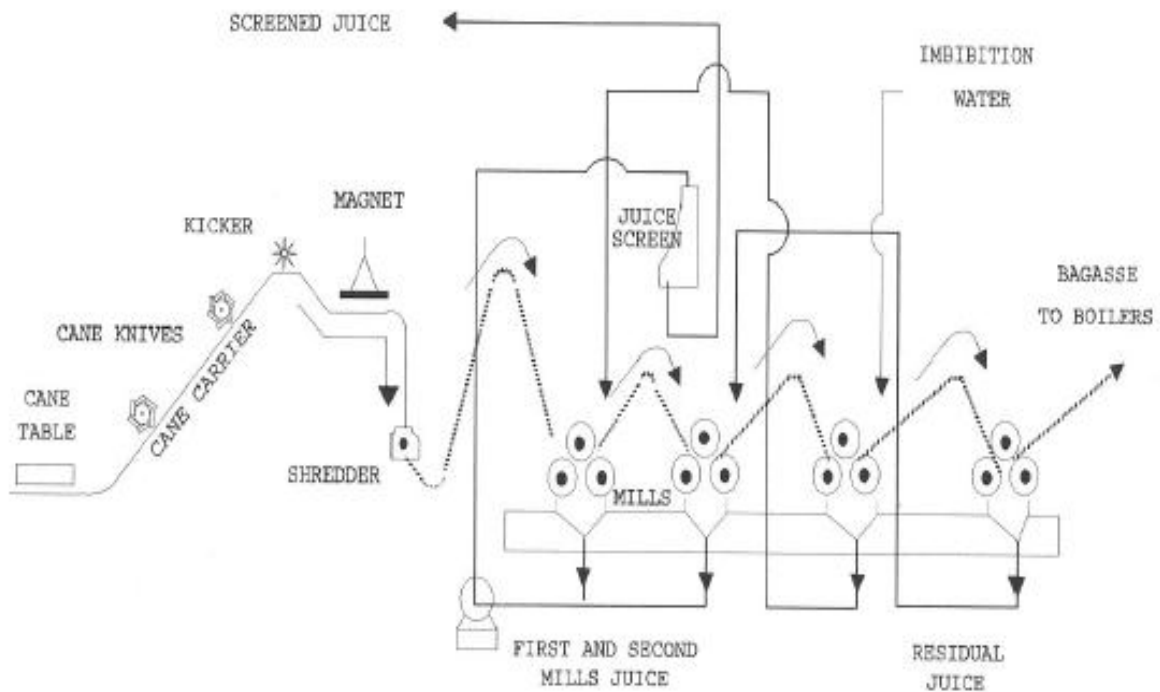 SCREENED JUICE
IMBIBITION
WATER
MAGNET
KICKER
JUICE
SCREEN
BAGASSE
TO BOILERS
CANE KNIVES
CANE CARRIER
CANE
TABLE
SHREDDER
MILLS
FIRST AND SECOND
MILLS JUICE
RESIDUAL
JUICE